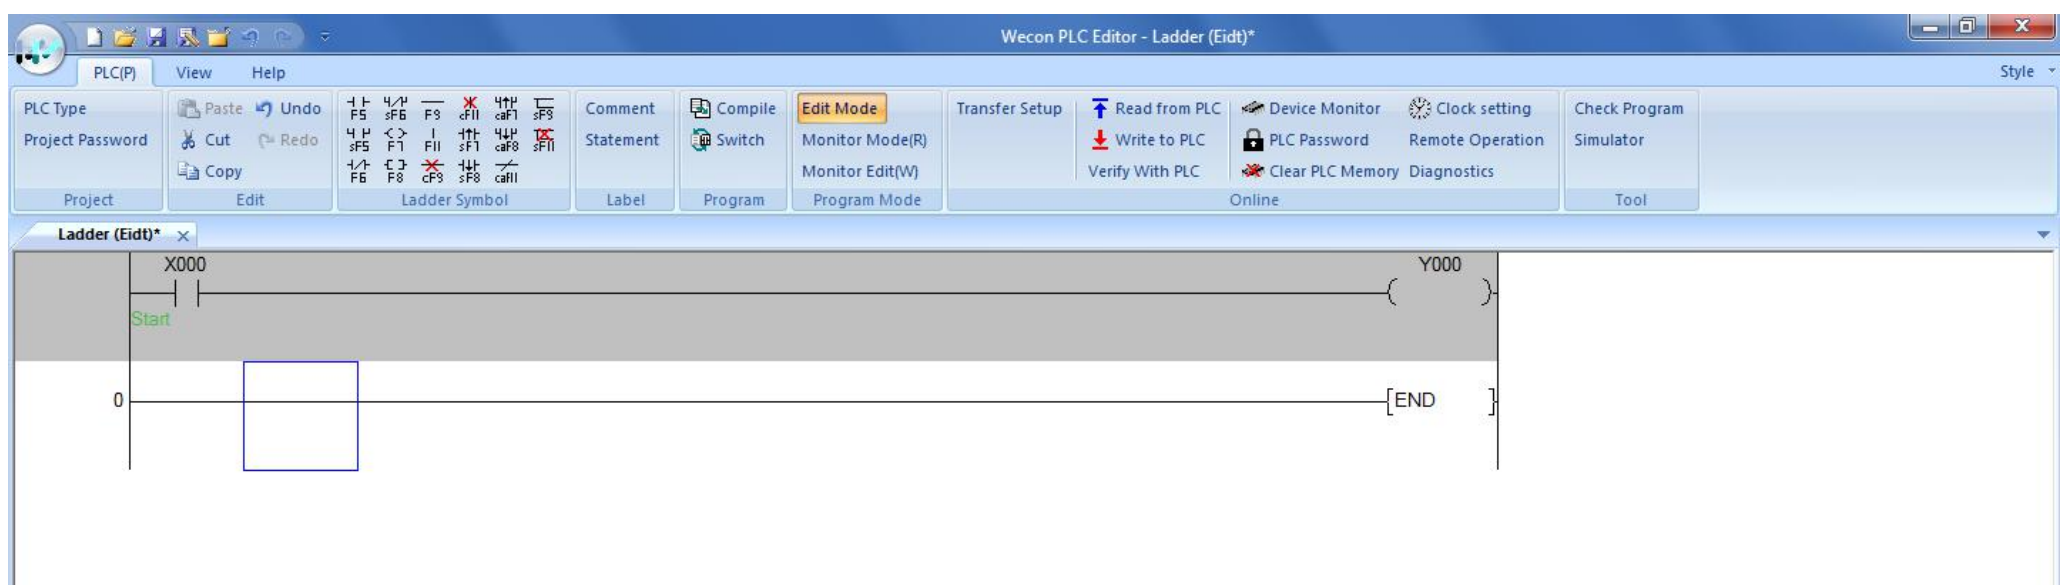 Wecon PLC Editor - Ladder (Eidt)*
PLC(P) View Help Style
PLC Type Paste Undo F5 sF6 F9 cF11 caF7 sF9 Comment Compile Edit Mode Transfer Setup Read from PLC Device Monitor Clock setting Check Program
Project Password Cut Redo sF5 F7 F11 sF7 caF8 sF11 Statement Switch Monitor Mode(R) Write to PLC PLC Password Remote Operation Simulator
Copy F6 F8 cF9 sF8 caF11 Monitor Edit(W) Verify With PLC Clear PLC Memory Diagnostics
Project Edit Ladder Symbol Label Program Program Mode Online Tool
Ladder (Eidt)*
X000 Y000
Start
0 END